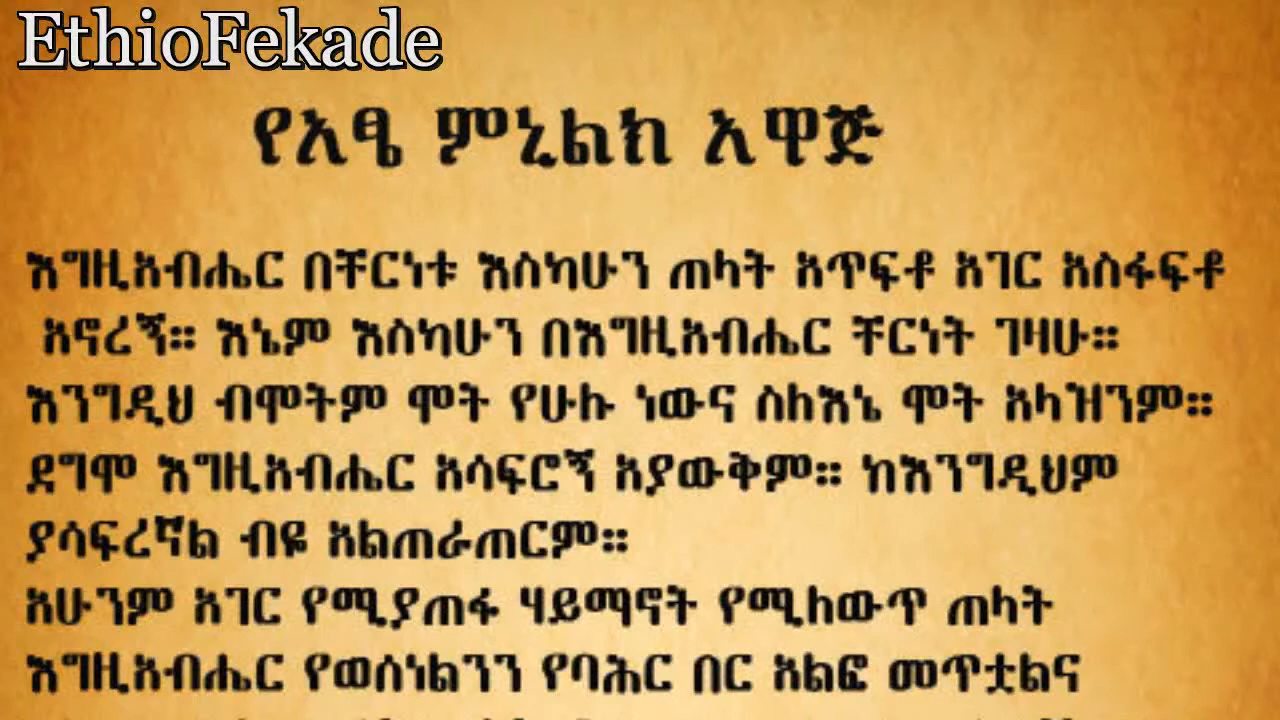 EthioFekade
የአፄ ምኒልክ አዋጅ
እግዚአብሔር በቸርነቱ እስካሁን ጠላት አጥፍቶ አገር አስፋፍቶ
አኖረኝ። እኔም እስካሁን በእግዚአብሔር ቸርነት ገዛሁ።
እንግዲህ ብሞትም ሞት የሁሉ ነውና ስለእኔ ሞት አላዝንም።
ደግሞ እግዚአብሔር አሳፍሮኝ አያውቅም። ከእንግዲህም
ያሳፍረኛል ብዬ አልጠራጠርም።
አሁንም አገር የሚያጠፋ ሃይማኖት የሚለውጥ ጠላት
እግዚአብሔር የወሰነልንን የባሕር በር አልፎ መጥቷልና